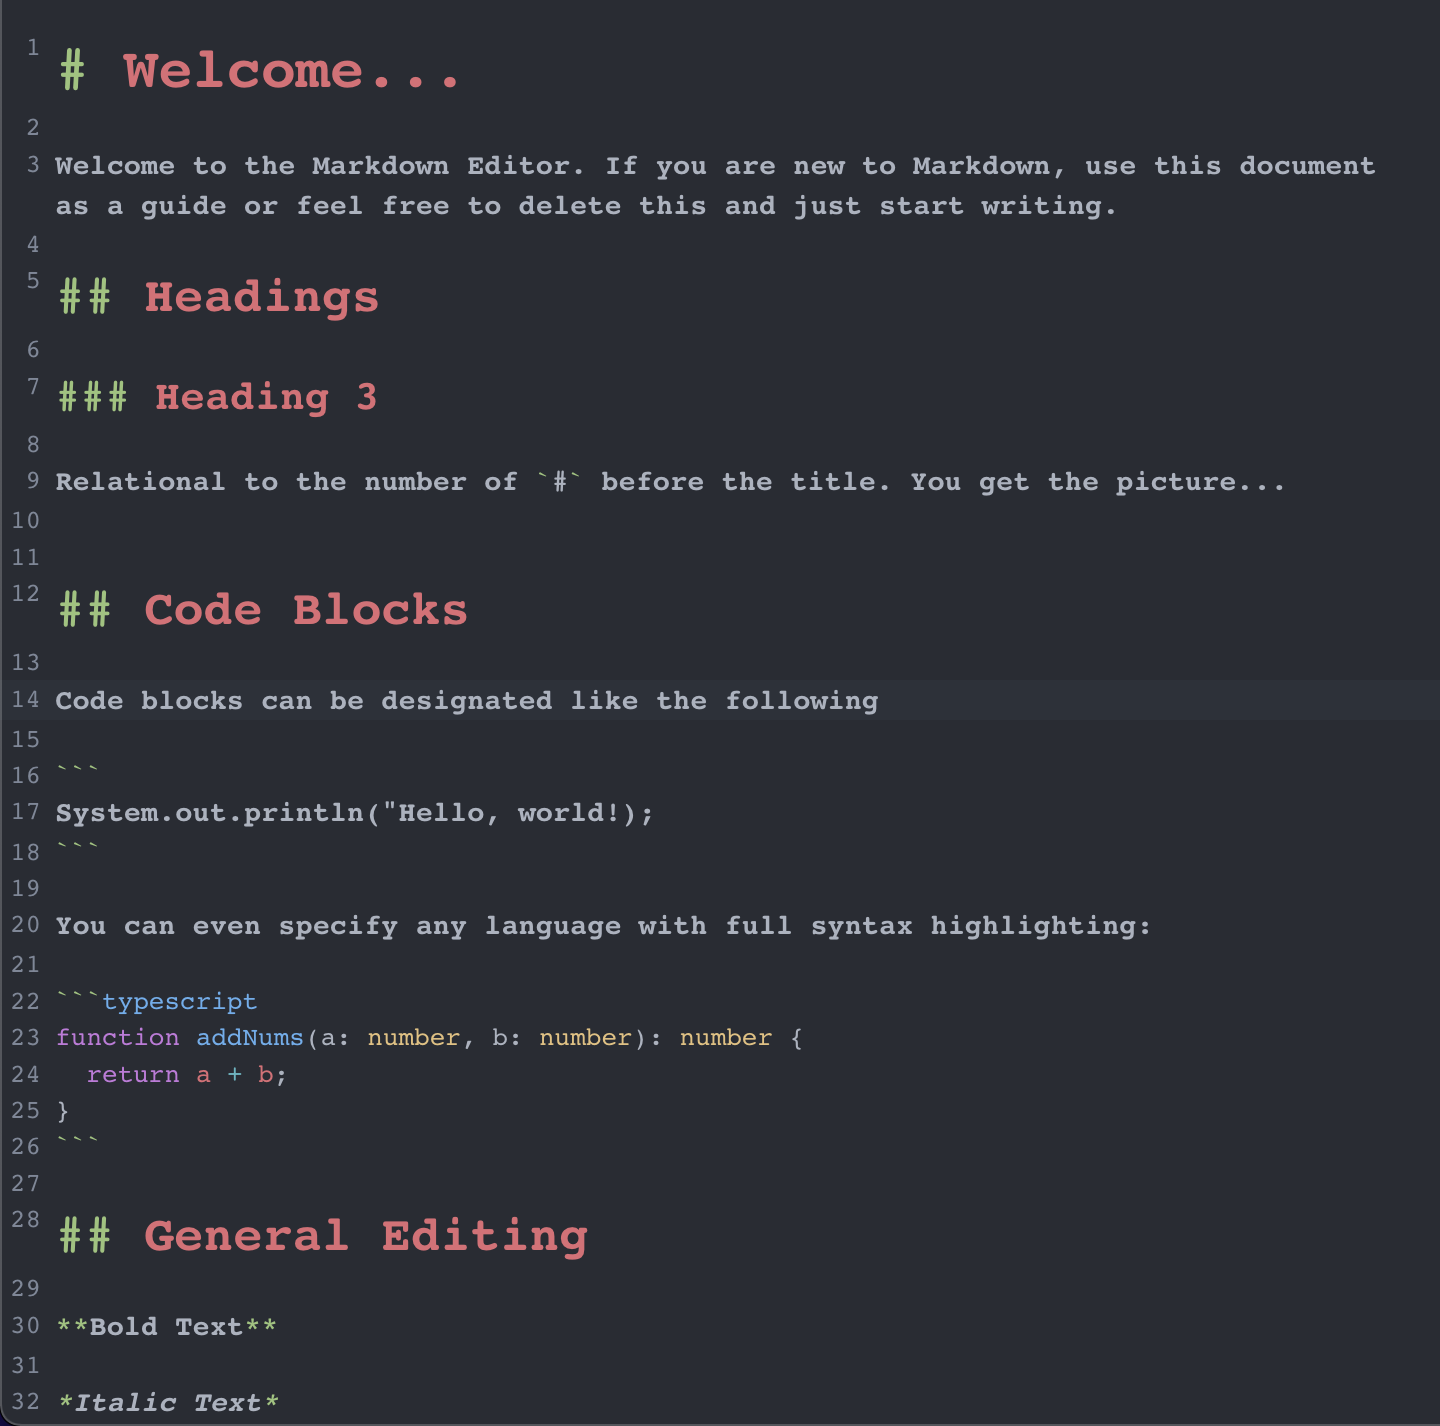 1 # Welcome...
2
3 Welcome to the Markdown Editor. If you are new to Markdown, use this document
as a guide or feel free to delete this and just start writing.
4
5 ## Headings
6
7 ### Heading 3
8
9 Relational to the number of `#` before the title. You get the picture...
10
11
12 ## Code Blocks
13
14 Code blocks can be designated like the following
15
16 ```
17 System.out.println("Hello, world!);
18 ```
19
20 You can even specify any language with full syntax highlighting:
21
22 ```typescript
23 function addNums(a: number, b: number): number {
24   return a + b;
25 }
26 ```
27
28 ## General Editing
29
30 **Bold Text**
31
32 *Italic Text*